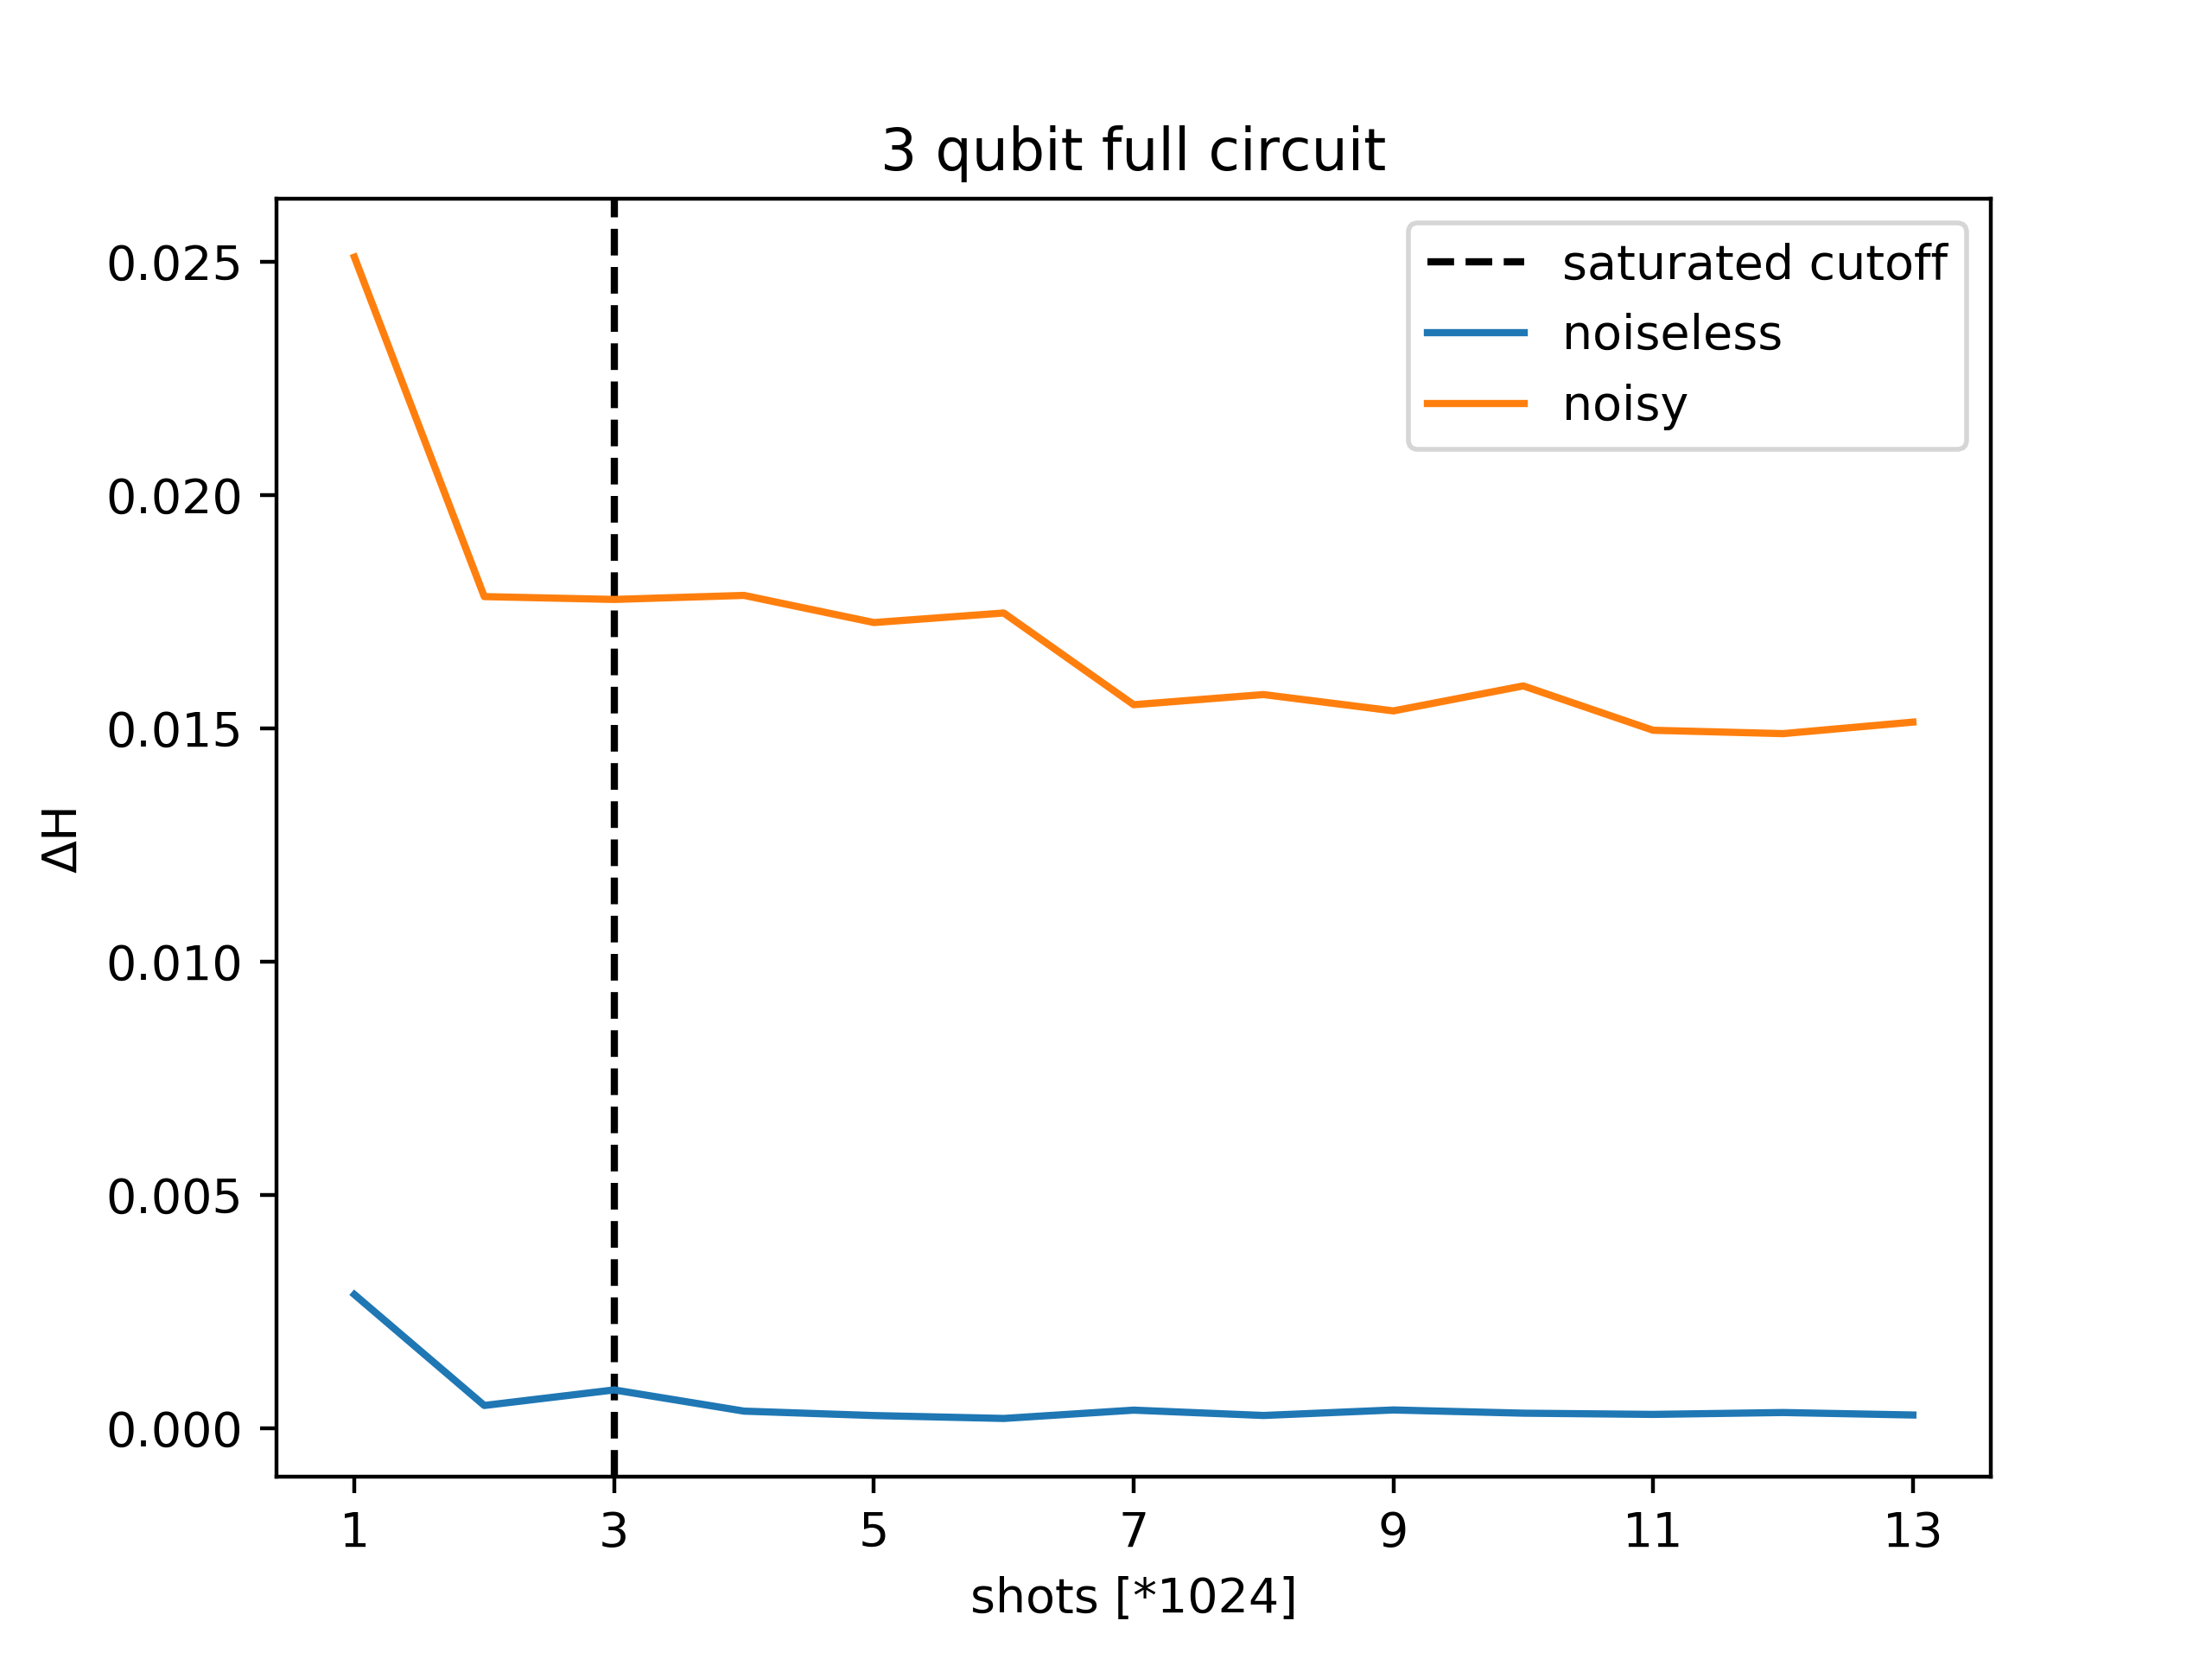 3 qubit full circuit
saturated cutoff
noiseless
noisy
0.025
0.020
0.015
0.010
0.005
0.000
ΔH
1 3 5 7 9 11 13
shots [*1024]